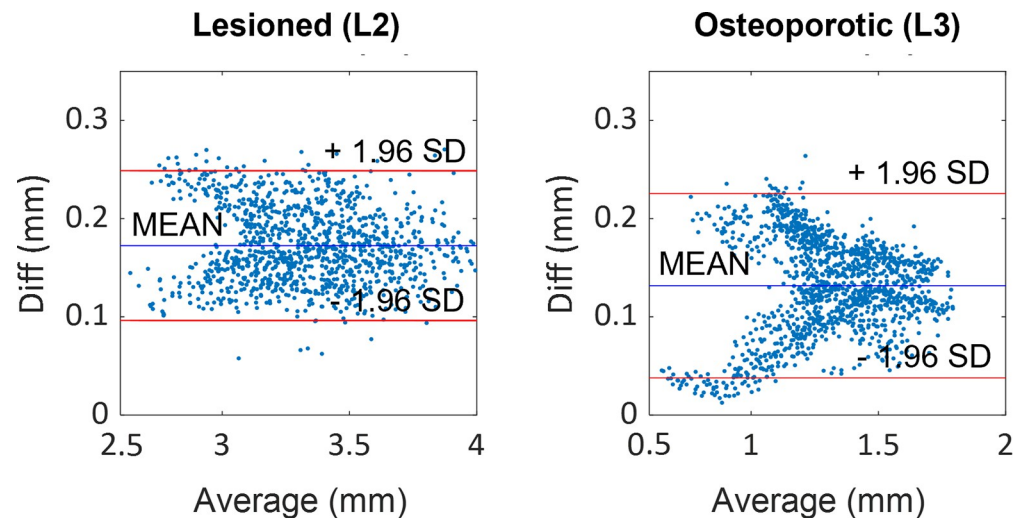 Lesioned (L2)
Diff (mm)
0.3
0.2
0.1
0
+ 1.96 SD
MEAN
- 1.96 SD
2.5 3 3.5 4
Average (mm)
Osteoporotic (L3)
Diff (mm)
0.3
0.2
0.1
0
+ 1.96 SD
MEAN
- 1.96 SD
0.5 1 1.5 2
Average (mm)